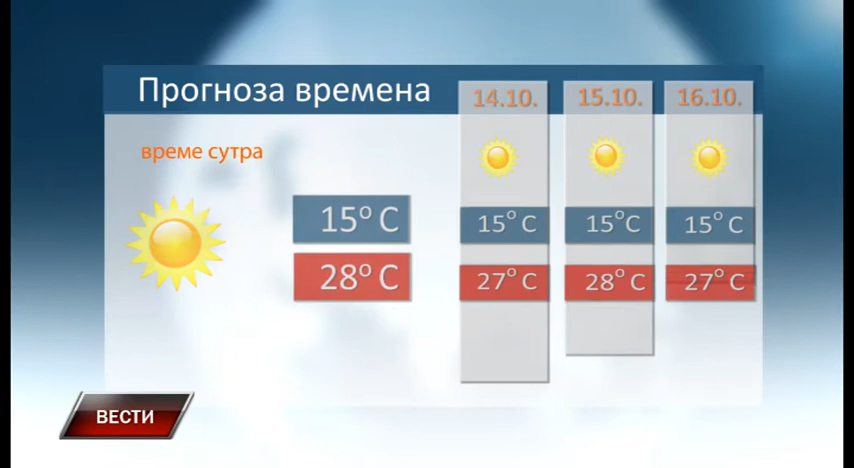 Прогноза времена
време сутра
15° C
28° C
14.10.
15° C
27° C
15.10.
15°C
28° C
16.10.
15° C
27° C
ВЕСТИ